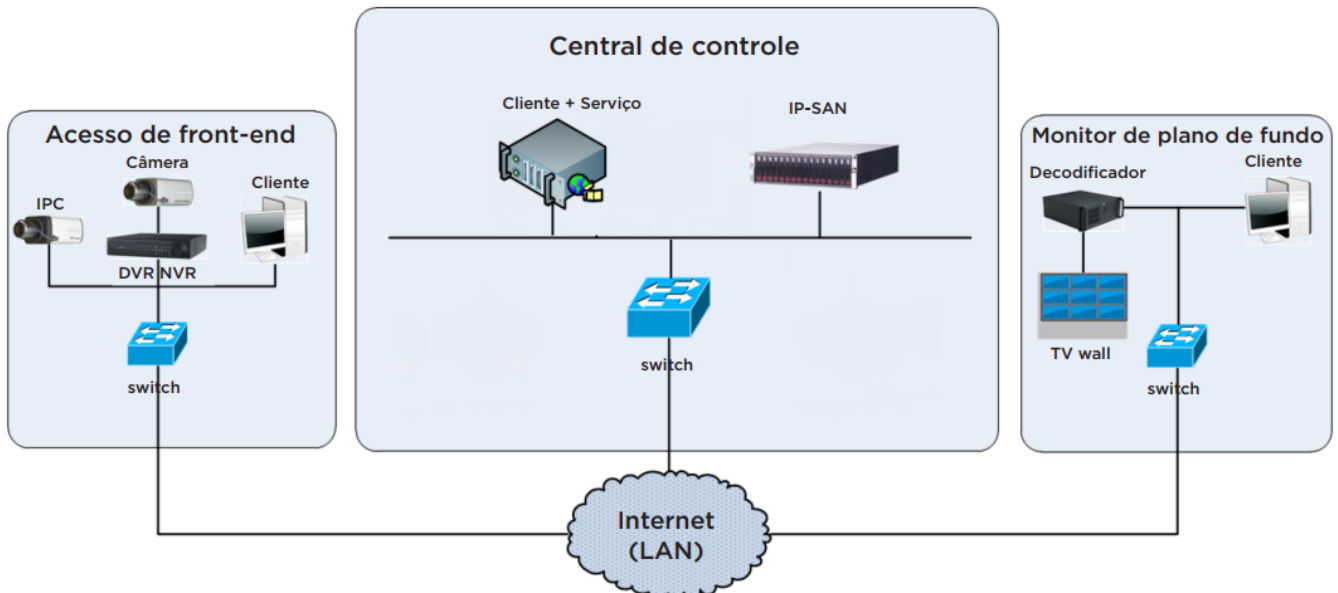 Central de controle
Cliente + Serviço
IP-SAN
Acesso de front-end
Câmera
Cliente
IPC
DVR NVR
switch
switch
Monitor de plano de fundo
Cliente
Decodificador
TV wall
switch
Internet
(LAN)